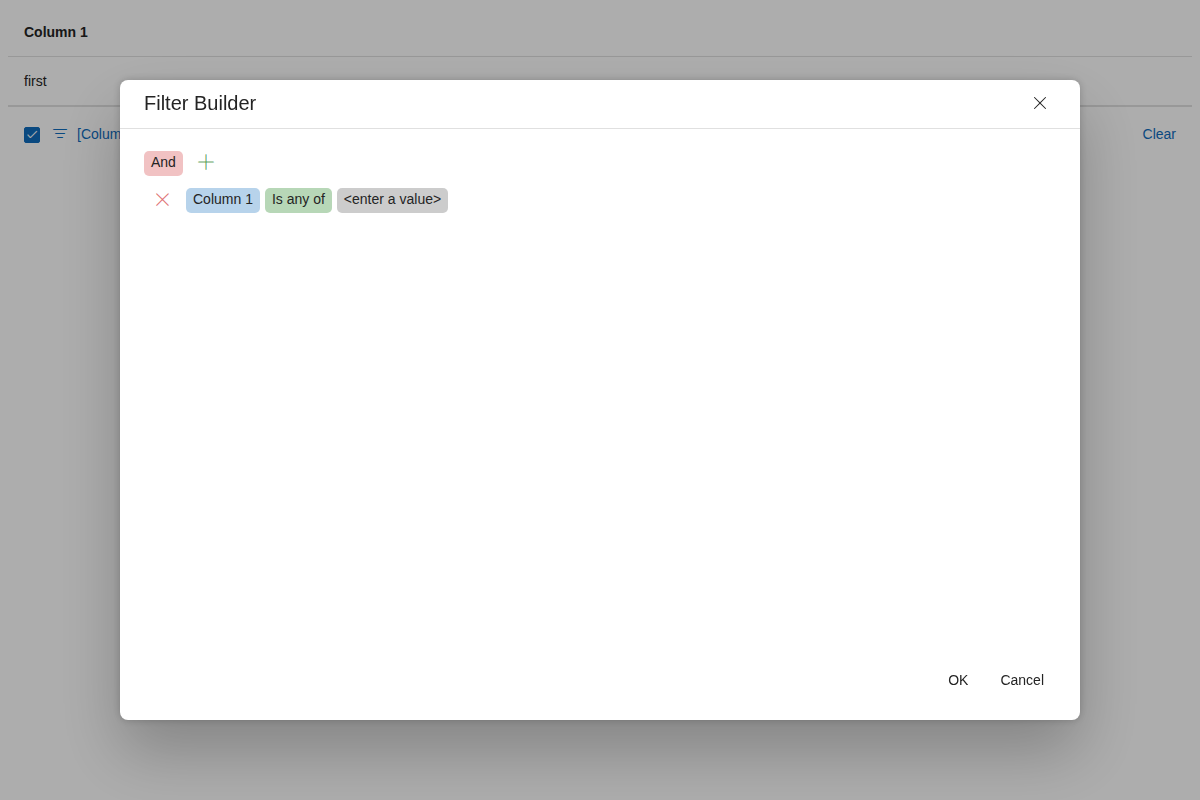 Column 1
first
Filter Builder
And
Column 1 Is any of <enter a value>
[Colum
Clear
OK Cancel